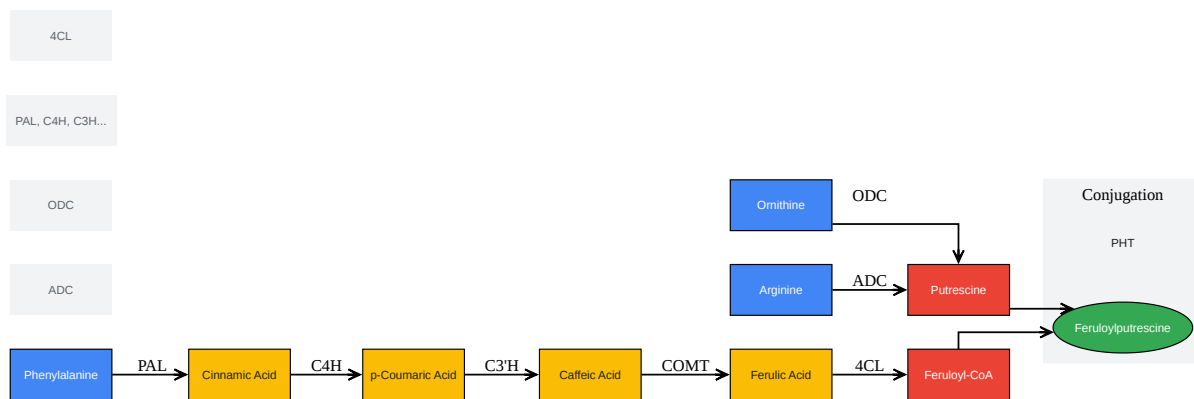 4CL
PAL, C4H, C3H...
ODC
ADC
Ornithine
ODC
Arginine
ADC
Putrescine
Conjugation
PHT
Feruloylputrescine
Phenylalanine
PAL
Cinnamic Acid
C4H
p-Coumaric Acid
C3'H
Caffeic Acid
COMT
Ferulic Acid
4CL
Feruloyl-CoA